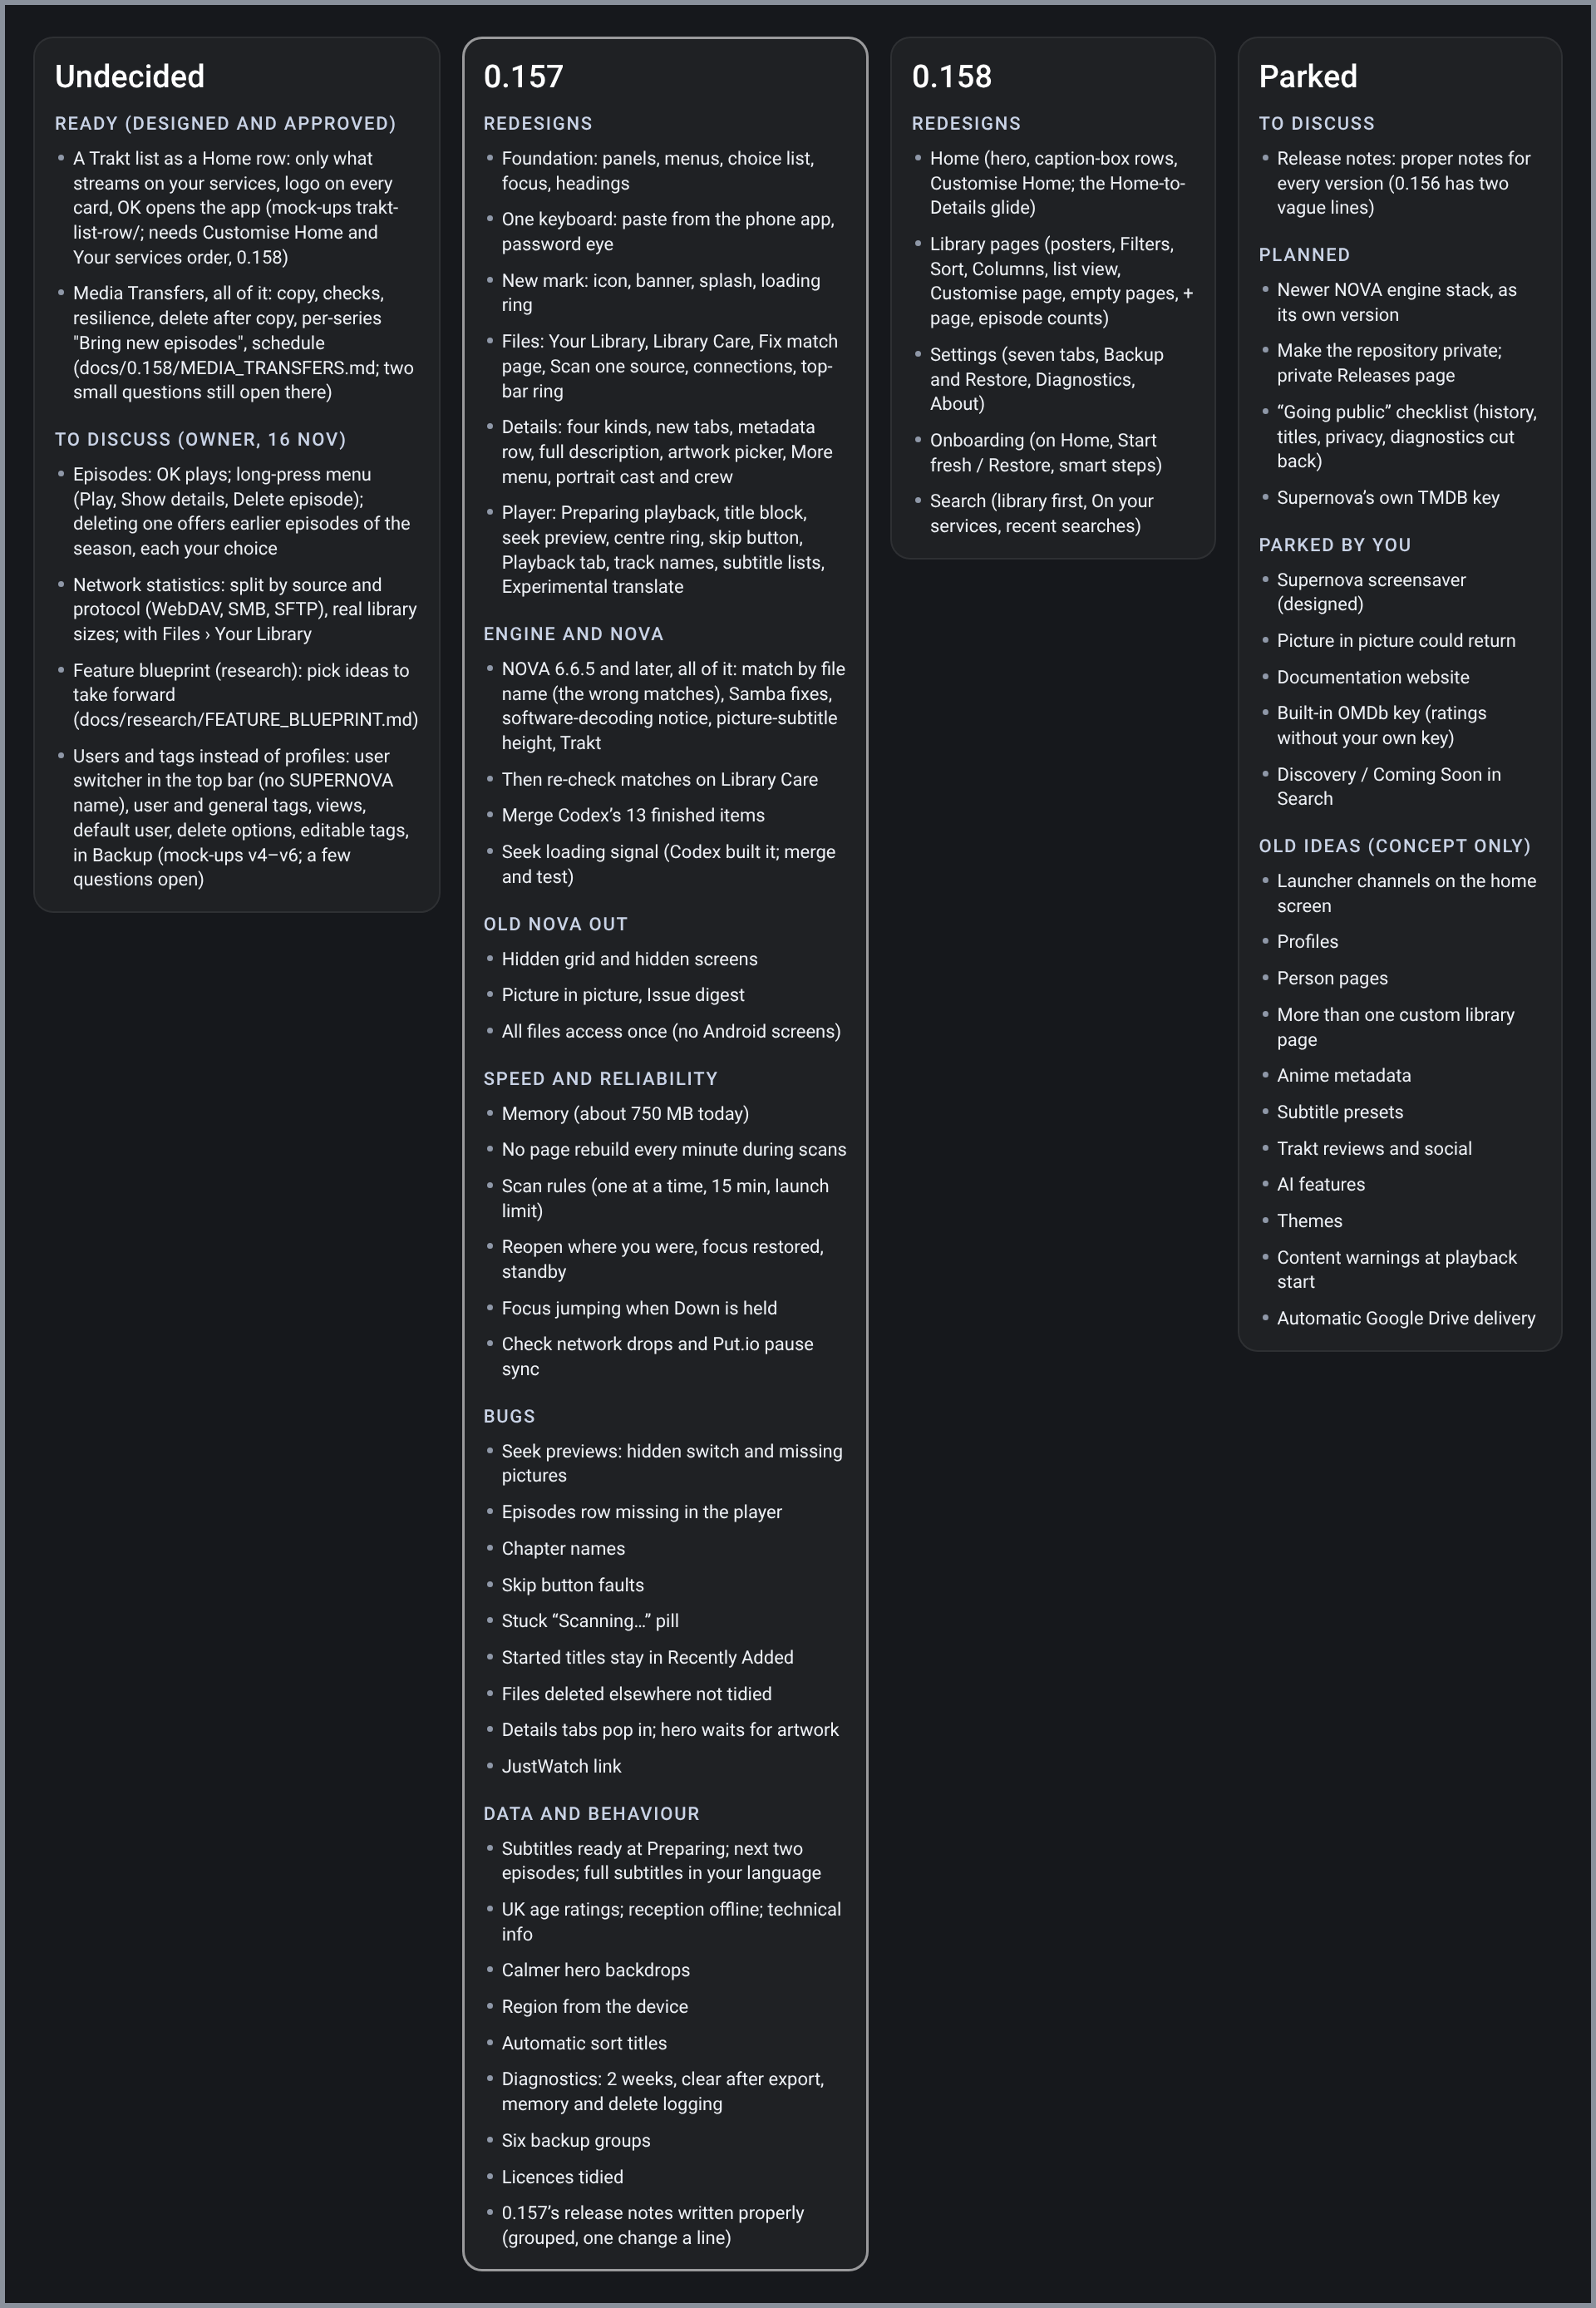 Undecided
READY (DESIGNED AND APPROVED)
• A Trakt list as a Home row: only what
streams on your services, logo on every
card, OK opens the app (mock-ups trakt-
list-row/; needs Customise Home and
Your services order, 0.158)
• Media Transfers, all of it: copy, checks,
resilience, delete after copy, per-series
"Bring new episodes", schedule
(docs/0.158/MEDIA_TRANSFERS.md; two
small questions still open there)
TO DISCUSS (OWNER, 16 NOV)
• Episodes: OK plays; long-press menu
(Play, Show details, Delete episode);
deleting one offers earlier episodes of the
season, each your choice
• Network statistics: split by source and
protocol (WebDAV, SMB, SFTP), real library
sizes; with Files › Your Library
• Feature blueprint (research): pick ideas to
take forward
(docs/research/FEATURE_BLUEPRINT.md)
• Users and tags instead of profiles: user
switcher in the top bar (no SUPERNOVA
name), user and general tags, views,
default user, delete options, editable tags,
in Backup (mock-ups v4–v6; a few
questions open)
0.157
REDESIGNS
• Foundation: panels, menus, choice list,
focus, headings
• One keyboard: paste from the phone app,
password eye
• New mark: icon, banner, splash, loading
ring
• Files: Your Library, Library Care, Fix match
page, Scan one source, connections, top-
bar ring
• Details: four kinds, new tabs, metadata
row, full description, artwork picker, More
menu, portrait cast and crew
• Player: Preparing playback, title block,
seek preview, centre ring, skip button,
Playback tab, track names, subtitle lists,
Experimental translate
ENGINE AND NOVA
• NOVA 6.6.5 and later, all of it: match by file
name (the wrong matches), Samba fixes,
software-decoding notice, picture-subtitle
height, Trakt
• Then re-check matches on Library Care
• Merge Codex’s 13 finished items
• Seek loading signal (Codex built it; merge
and test)
OLD NOVA OUT
• Hidden grid and hidden screens
• Picture in picture, Issue digest
• All files access once (no Android screens)
SPEED AND RELIABILITY
• Memory (about 750 MB today)
• No page rebuild every minute during scans
• Scan rules (one at a time, 15 min, launch
limit)
• Reopen where you were, focus restored,
standby
• Focus jumping when Down is held
• Check network drops and Put.io pause
sync
BUGS
• Seek previews: hidden switch and missing
pictures
• Episodes row missing in the player
• Chapter names
• Skip button faults
• Stuck “Scanning…” pill
• Started titles stay in Recently Added
• Files deleted elsewhere not tidied
• Details tabs pop in; hero waits for artwork
• JustWatch link
DATA AND BEHAVIOUR
• Subtitles ready at Preparing; next two
episodes; full subtitles in your language
• UK age ratings; reception offline; technical
info
• Calmer hero backdrops
• Region from the device
• Automatic sort titles
• Diagnostics: 2 weeks, clear after export,
memory and delete logging
• Six backup groups
• Licences tidied
• 0.157’s release notes written properly
(grouped, one change a line)
0.158
REDESIGNS
• Home (hero, caption-box rows,
Customise Home; the Home-to-
Details glide)
• Library pages (posters, Filters,
Sort, Columns, list view,
Customise page, empty pages, +
page, episode counts)
• Settings (seven tabs, Backup
and Restore, Diagnostics,
About)
• Onboarding (on Home, Start
fresh / Restore, smart steps)
• Search (library first, On your
services, recent searches)
Parked
TO DISCUSS
• Release notes: proper notes for
every version (0.156 has two
vague lines)
PLANNED
• Newer NOVA engine stack, as
its own version
• Make the repository private;
private Releases page
• “Going public” checklist (history,
titles, privacy, diagnostics cut
back)
• Supernova’s own TMDB key
PARKED BY YOU
• Supernova screensaver
(designed)
• Picture in picture could return
• Documentation website
• Built-in OMDb key (ratings
without your own key)
• Discovery / Coming Soon in
Search
OLD IDEAS (CONCEPT ONLY)
• Launcher channels on the home
screen
• Profiles
• Person pages
• More than one custom library
page
• Anime metadata
• Subtitle presets
• Trakt reviews and social
• AI features
• Themes
• Content warnings at playback
start
• Automatic Google Drive delivery